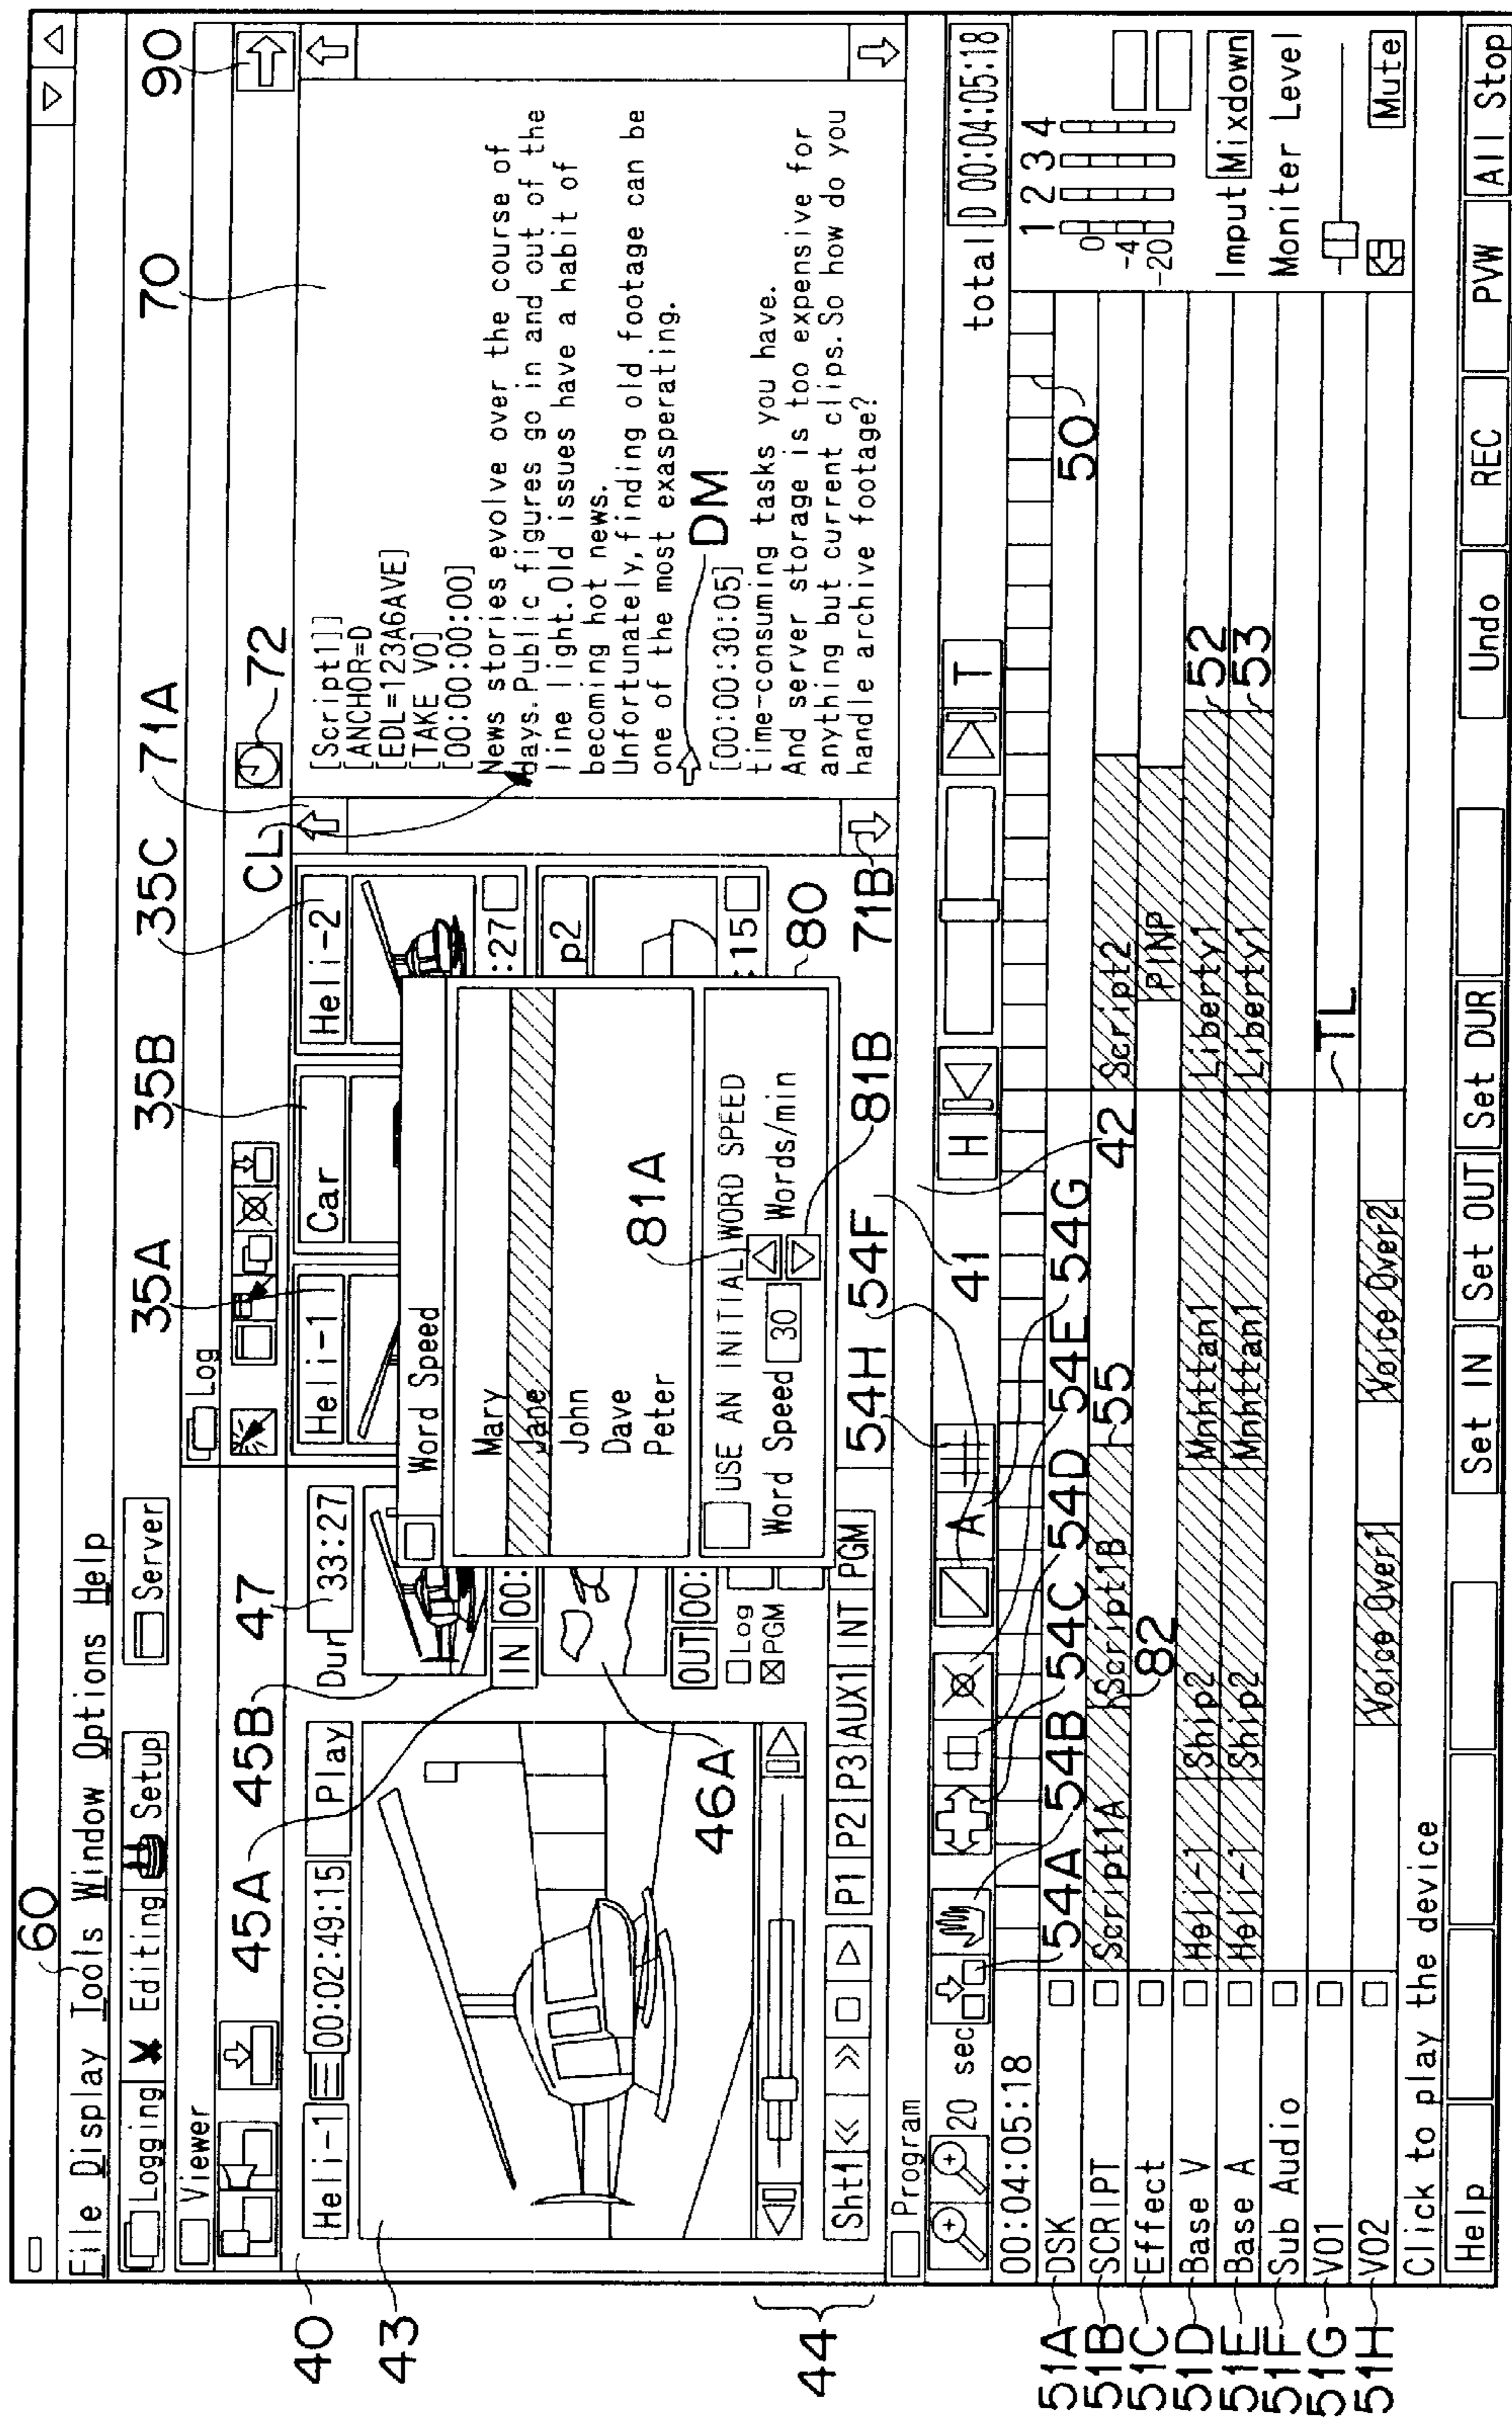 60
File Display Tools Window Options Help
Logging Editing Setup Server
Viewer
Log
45A 45B 47 35A 35B 35C 71A 72 70 90
40
43
44
Heli-1 00:02:49:15 Play
Dur 33:27
IN 00:
OUT 00:
Log
PGM
46A
Sht1 << >> P1 P2 P3 AUX1 INT PGM
Heli-1
Car
Heli-2
:27
p2
:15
CL
Word Speed
Mary
Jane
John
Dave
Peter
USE AN INITIAL WORD SPEED
Word Speed 30 Words/min
81A
81B
80
71B
[Script1]]
[ANCHOR=D
[EDL=123A6AVE]
[TAKE VO]
[00:00:00:00]
News stories evolve over the course of
days.Public figures go in and out of the
line light.Old issues have a habit of
becoming hot news.
Unfortunately,finding old footage can be
one of the most exasperating.
DM
[00:00:30:05]
time-consuming tasks you have.
And server storage is too expensive for
anything but current clips.So how do you
handle archive footage?
Program
20 sec
54H 54F
41
42
A
H
T
total D 00:04:05:18
00:04:05:18
54A 54B 54C 54D 54E 54G
50
51A DSK
51B SCRIPT Script1A Script1B 55 Script2
82
51C Effect PINP
51D Base V Heli-1 Ship2 Mnhttan1 Liberty1 52
51E Base A Heli-1 Ship2 Mnhttan1 Liberty1 53
51F Sub Audio
51G VO1 TL
51H VO2 Voice Over1 Voice Over2
1 2 3 4
0
-4
-20
Input Mixdown
Moniter Level
Mute
Click to play the device
Help Set IN Set OUT Set DUR Undo REC PVW All Stop